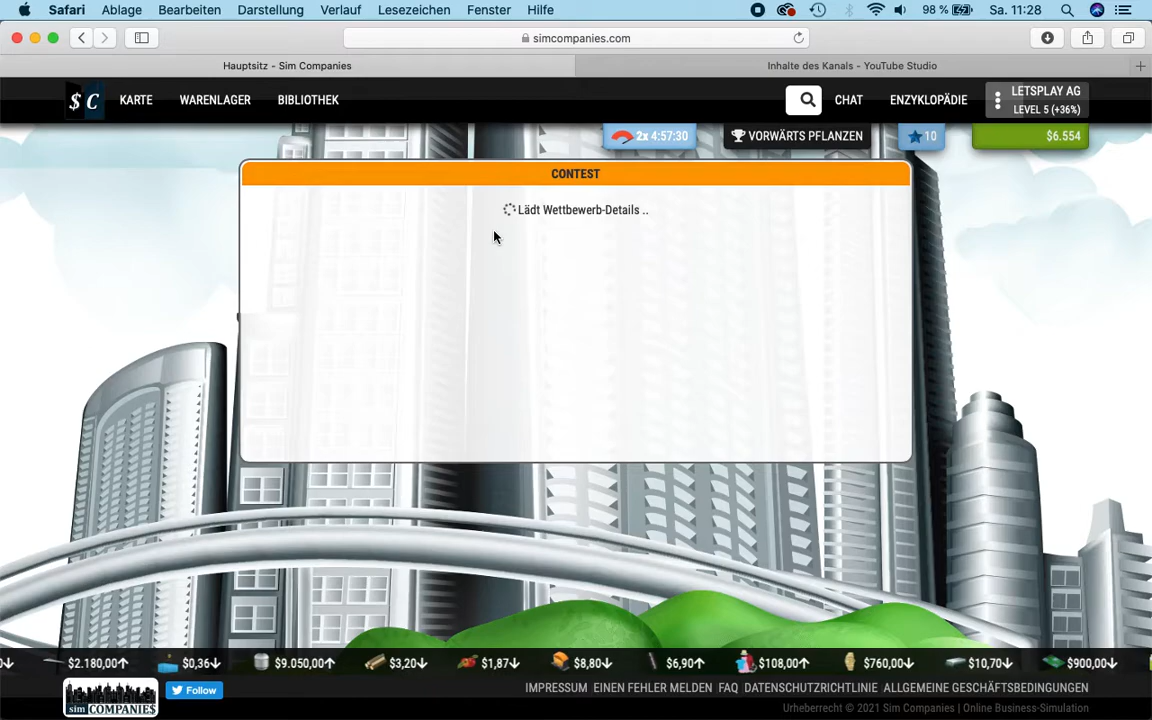 Safari Ablage Bearbeiten Darstellung Verlauf Lesezeichen Fenster Hilfe 98 % Sa. 11:28
simcompanies.com
Hauptsitz - Sim Companies Inhalte des Kanals - YouTube Studio
$ C KARTE WARENLAGER BIBLIOTHEK CHAT ENZYKLOPÄDIE LETSPLAY AG
LEVEL 5 (+36%)
2x 4:57:30 VORWÄRTS PFLANZEN 10 $6.554
CONTEST
Lädt Wettbewerb-Details ..
$2.180,00↑ $0,36↓ $9.050,00↑ $3,20↓ $1,87↓ $8,80↓ $6,90↑ $108,00↑ $760,00↓ $10,70↓ $900,00↓
sim COMPANIES Follow IMPRESSUM EINEN FEHLER MELDEN FAQ DATENSCHUTZRICHTLINIE ALLGEMEINE GESCHÄFTSBEDINGUNGEN
Urheberrecht © 2021 Sim Companies | Online Business-Simulation